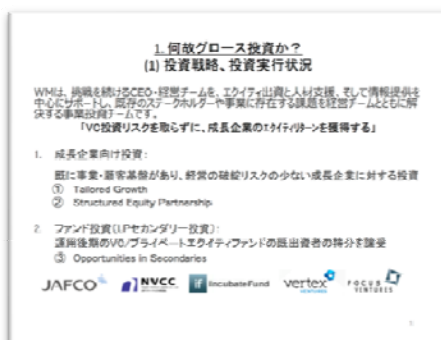 1. 何故グロース投資か？
(1) 投資戦略、投資実行状況
WMは、挑戦を続けるCEO・経営チームを、エクイティ出資と人材支援、そして情報提供を
中心にサポートし、既存のステークホルダーや事業に存在する課題を経営チームとともに解
決する事業投資チームです。
「VC投資リスクを取らずに、成長企業のエクイティリターンを獲得する」
1. 成長企業向け投資:
既に事業・顧客基盤があり、経営の破綻リスクの少ない成長企業に対する投資
① Tailored Growth
② Structured Equity Partnership
2. ファンド投資(LPセカンダリー投資):
運用後期のVC/プライベートエクイティファンドの既出資者の持分を譲受
③ Opportunities in Secondaries
JAFCO NVCC if IncubateFund vertex VENTURES FOCUS VENTURES